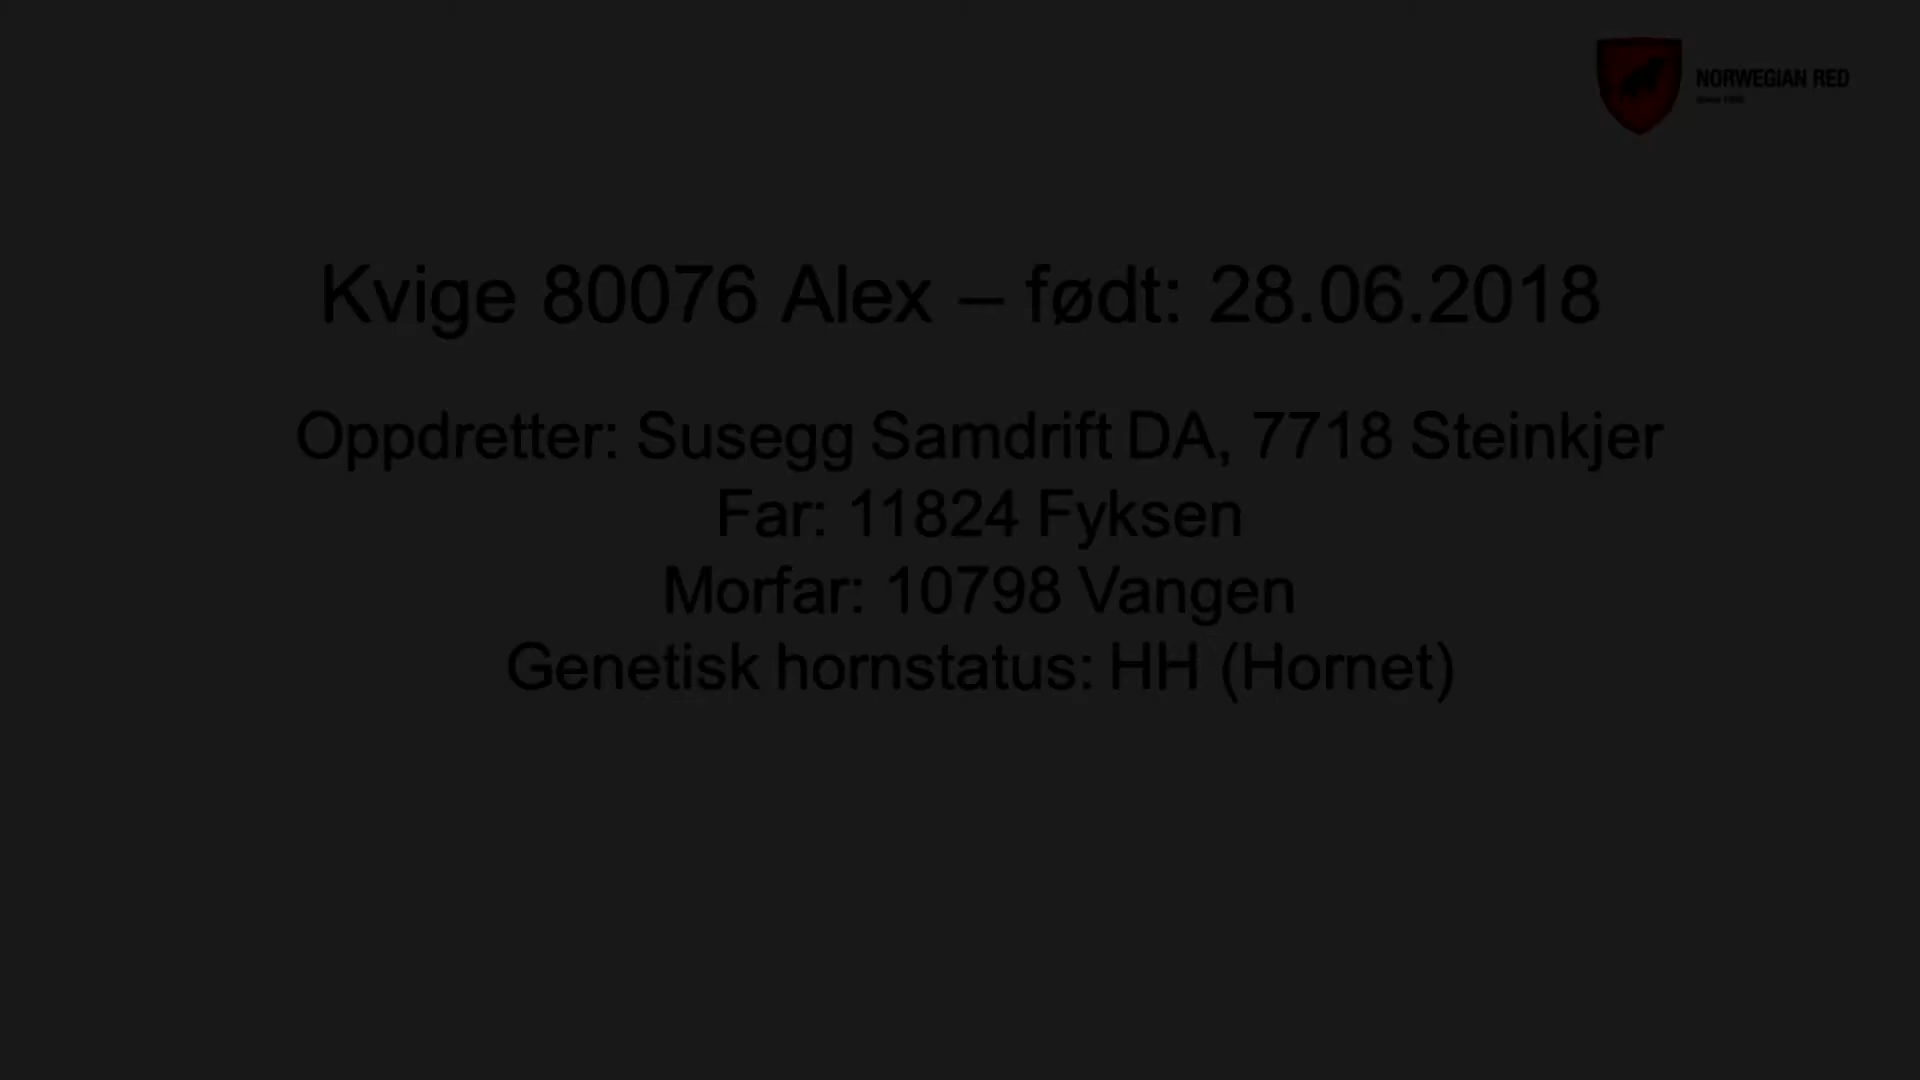 NORWEGIAN RED
Kvige 80076 Alex – født: 28.06.2018
Oppdretter: Susegg Samdrift DA, 7718 Steinkjer
Far: 11824 Fyksen
Morfar: 10798 Vangen
Genetisk hornstatus: HH (Hornet)